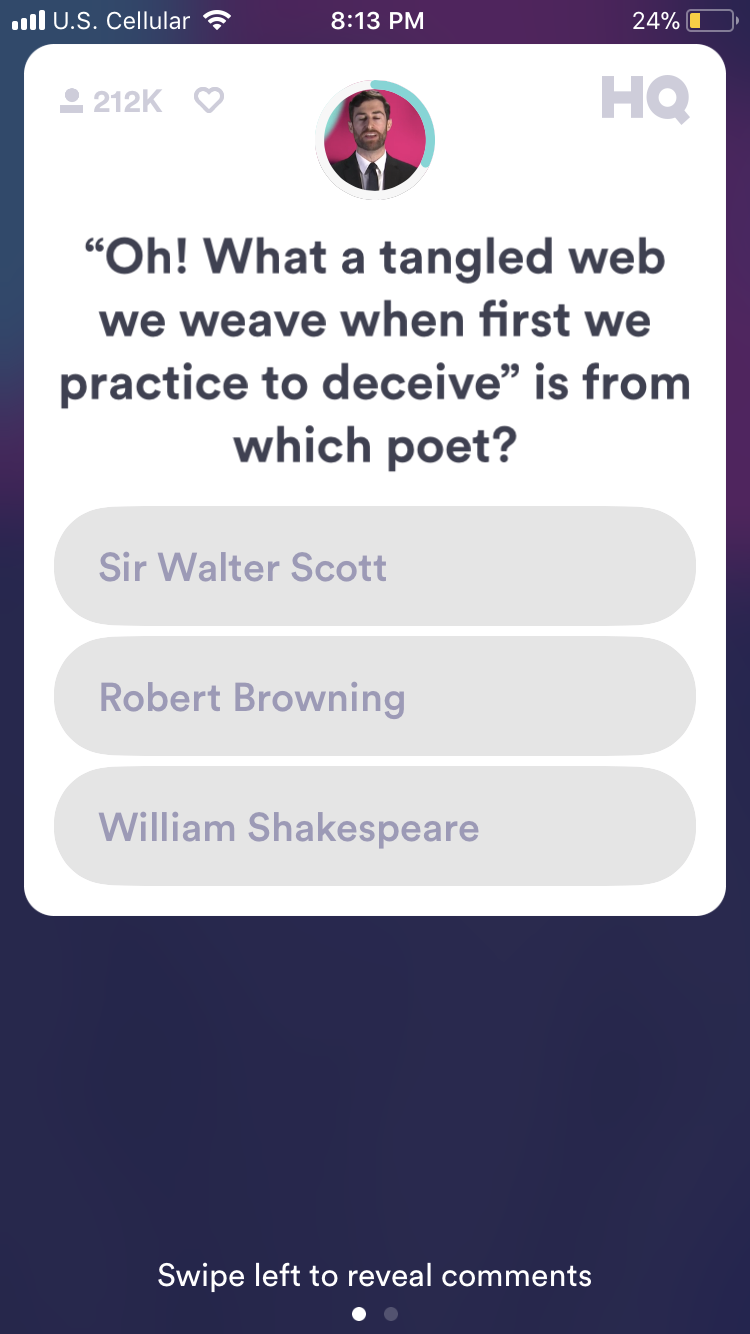 U.S. Cellular 8:13 PM 24%
212K HQ
“Oh! What a tangled web
we weave when first we
practice to deceive” is from
which poet?
Sir Walter Scott
Robert Browning
William Shakespeare
Swipe left to reveal comments